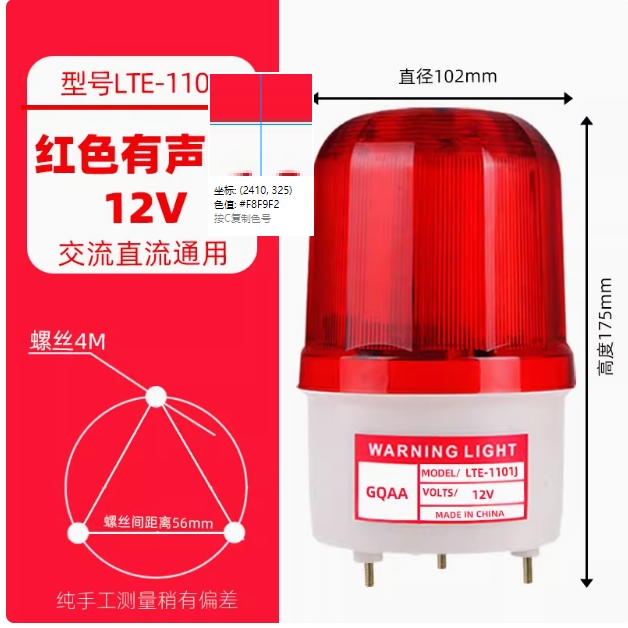 型号LTE-110
直径102mm
红色有声
12V
交流直流通用
坐标: (2410, 325)
色值: #F8F9F2
按C复制色号
高度175mm
螺丝4M
螺丝间距离56mm
纯手工测量稍有偏差
WARNING LIGHT
GQAA
MODEL/ LTE-1101J
VOLTS/ 12V
MADE IN CHINA